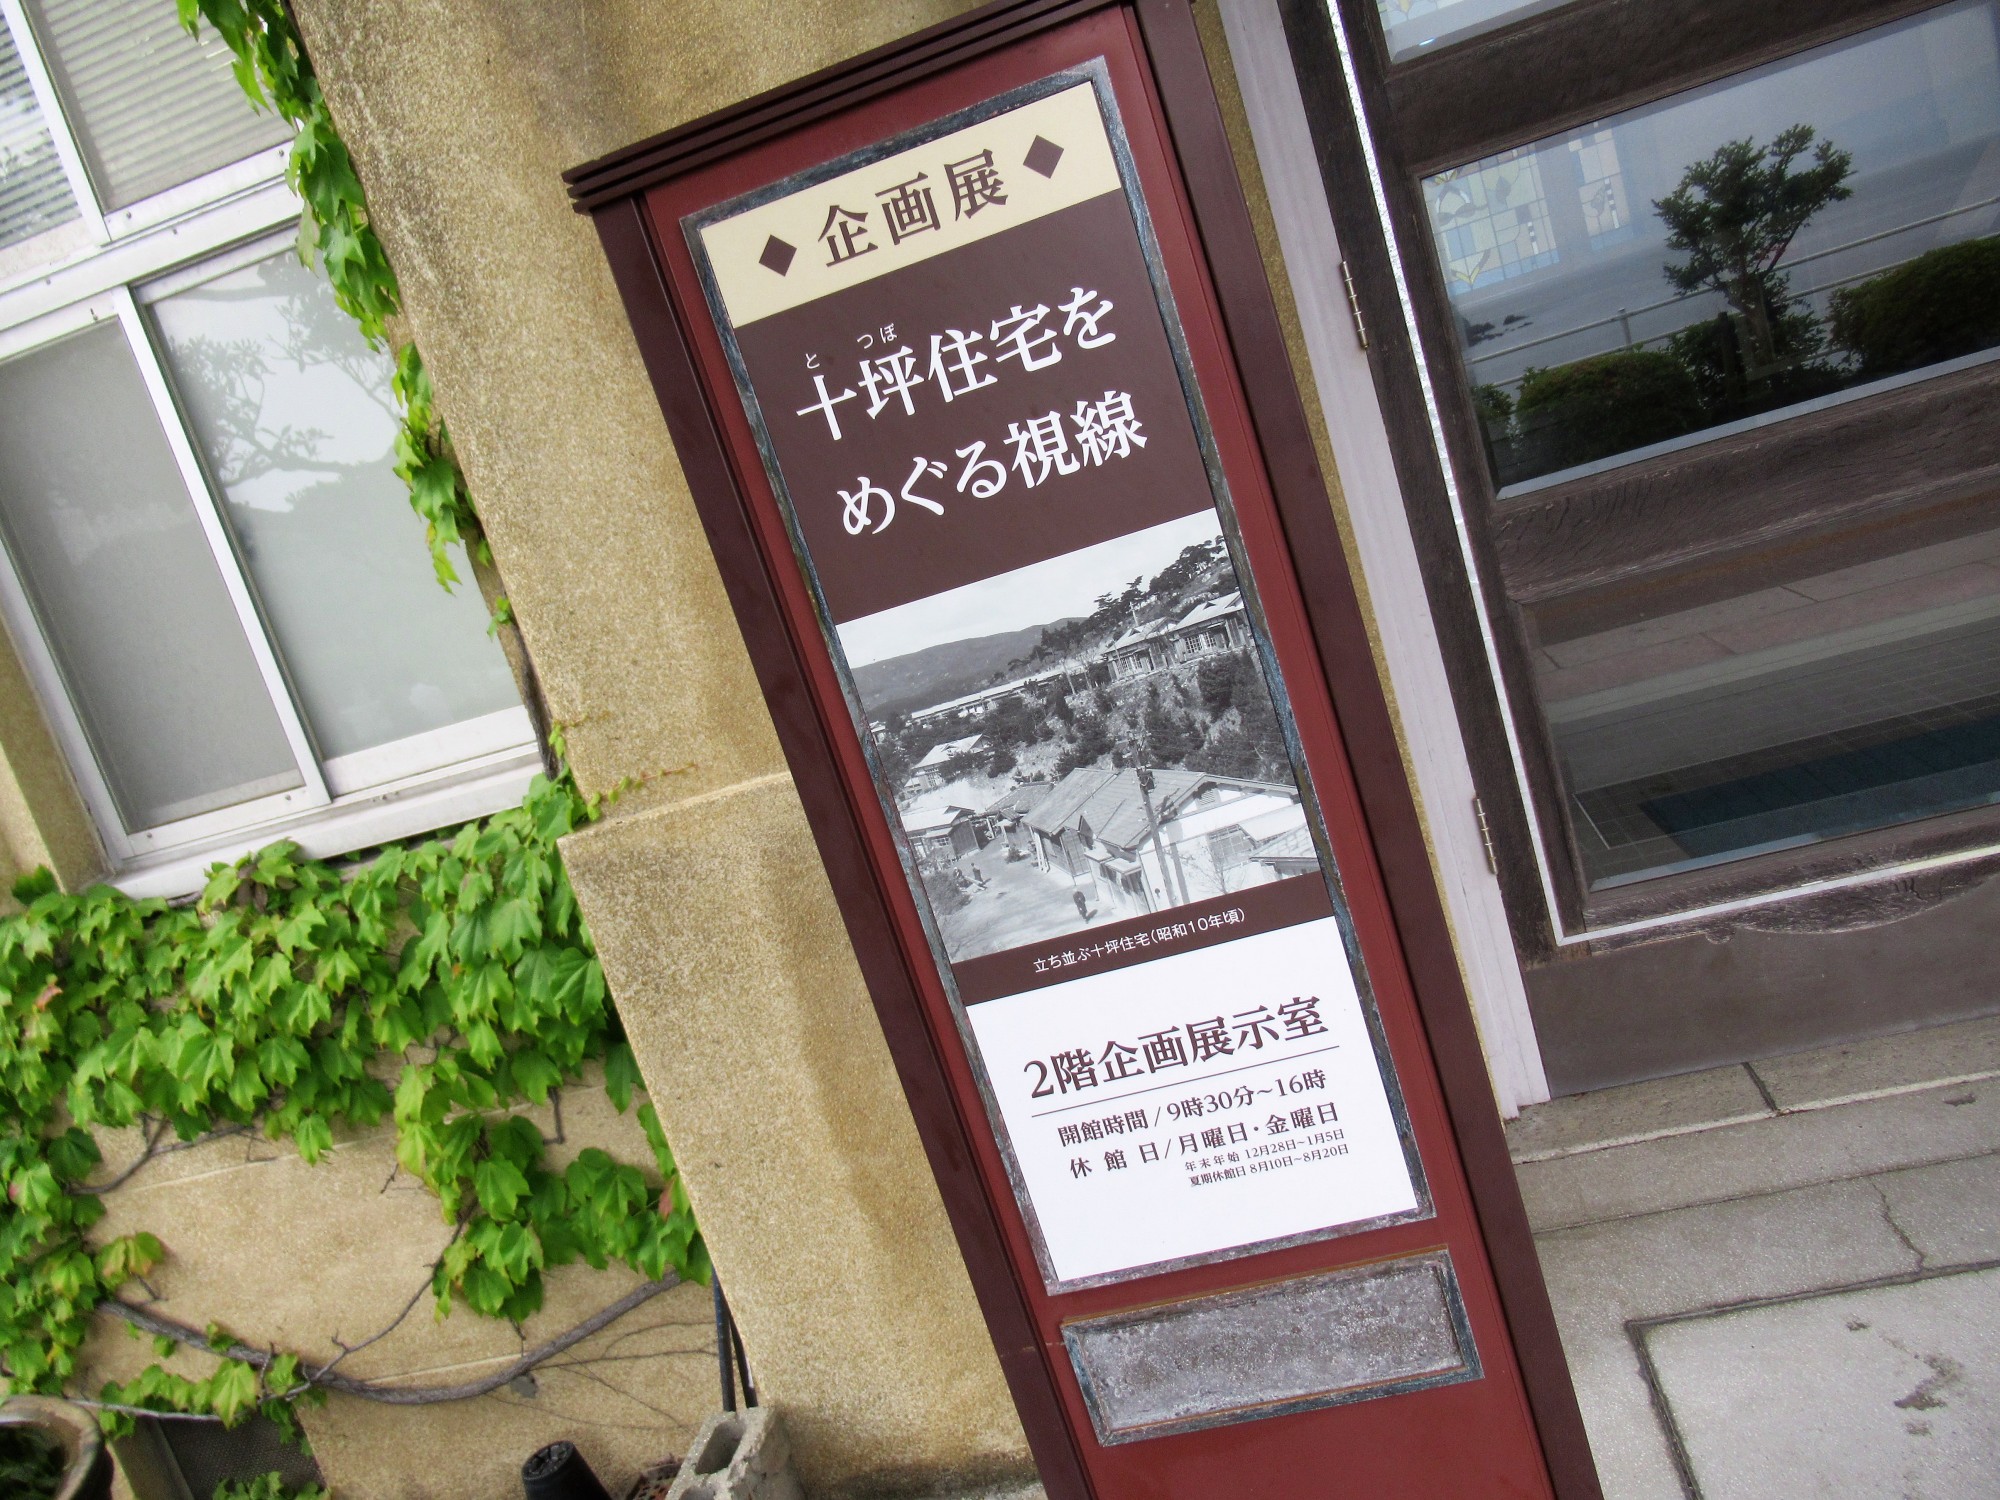 ◆企画展◆
とつぼ
十坪住宅を
めぐる視線
立ち並ぶ十坪住宅(昭和10年頃)
2階企画展示室
開館時間/9時30分~16時
休館日/月曜日・金曜日
年末年始 12月28日~1月5日
夏期休館日 8月10日~8月20日